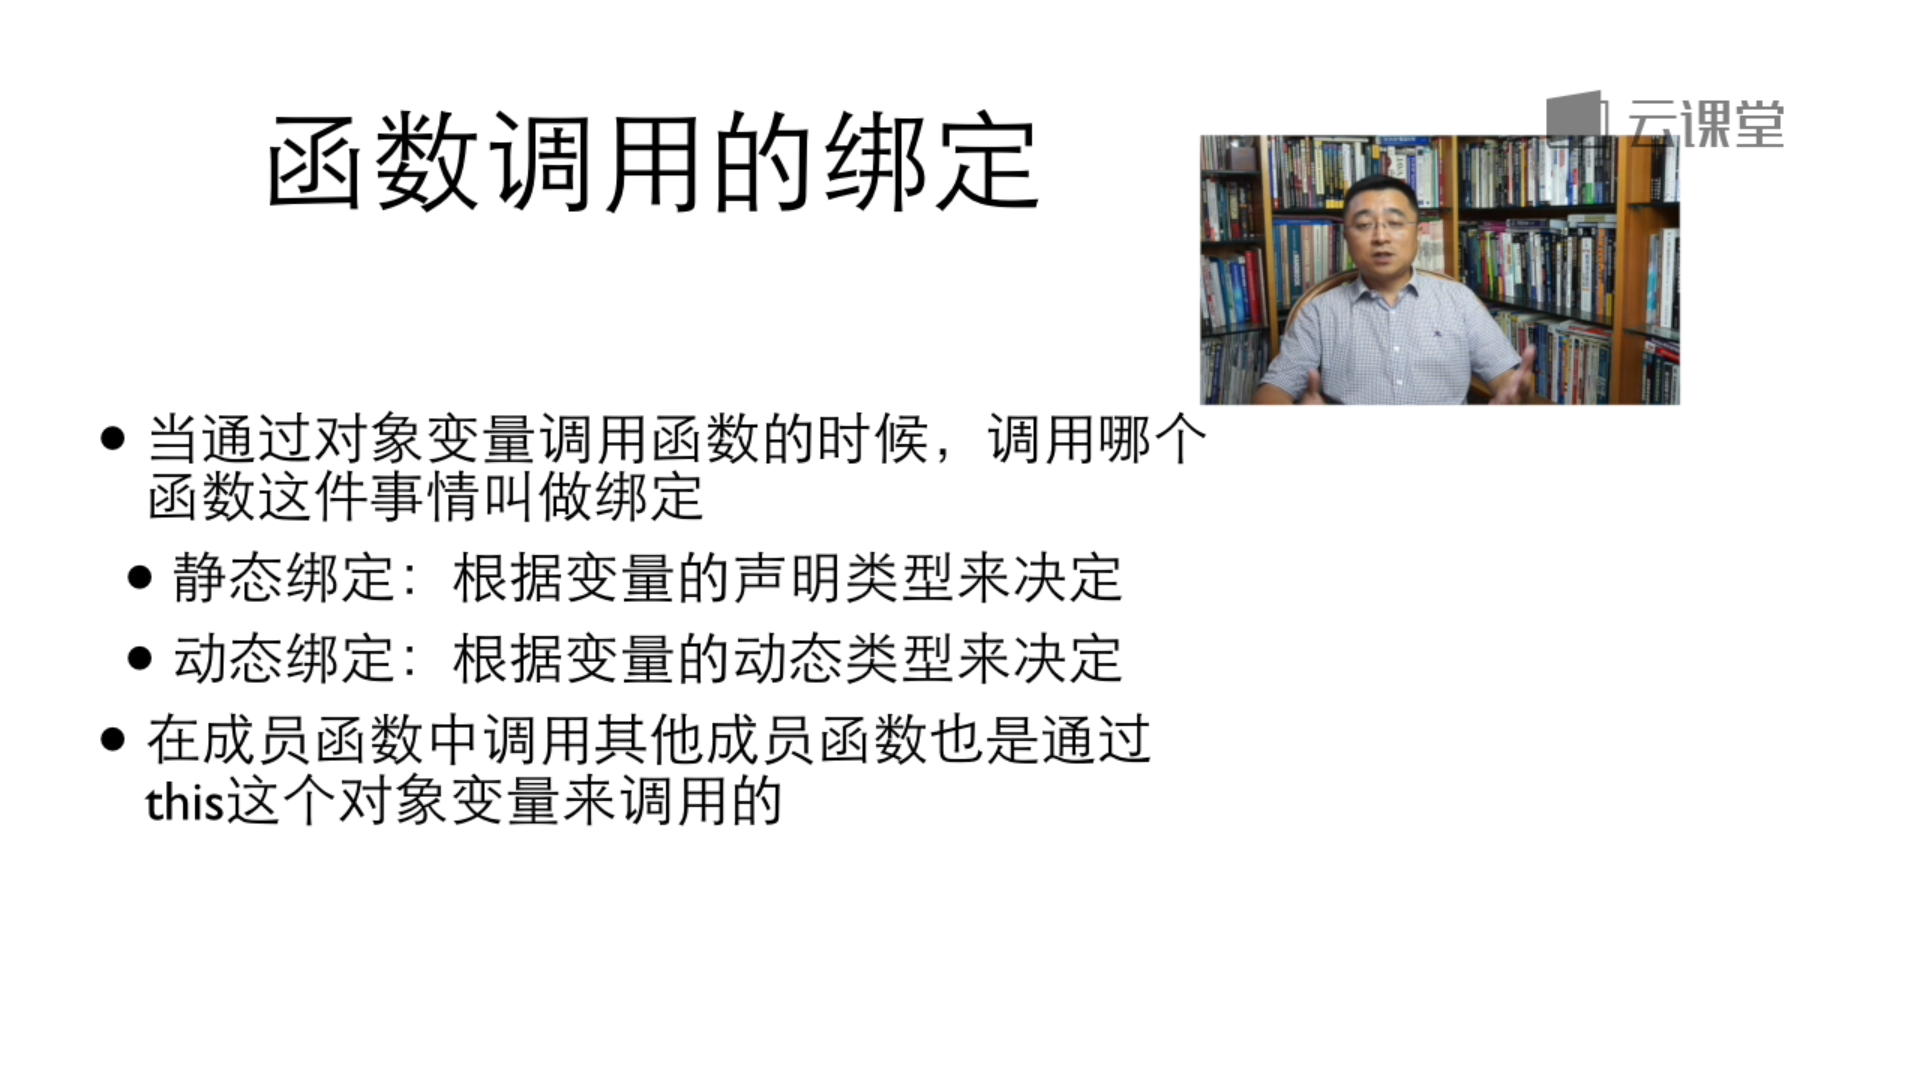 函数调用的绑定
云课堂
当通过对象变量调用函数的时候，调用哪个
函数这件事情叫做绑定
静态绑定：根据变量的声明类型来决定
动态绑定：根据变量的动态类型来决定
在成员函数中调用其他成员函数也是通过
this这个对象变量来调用的